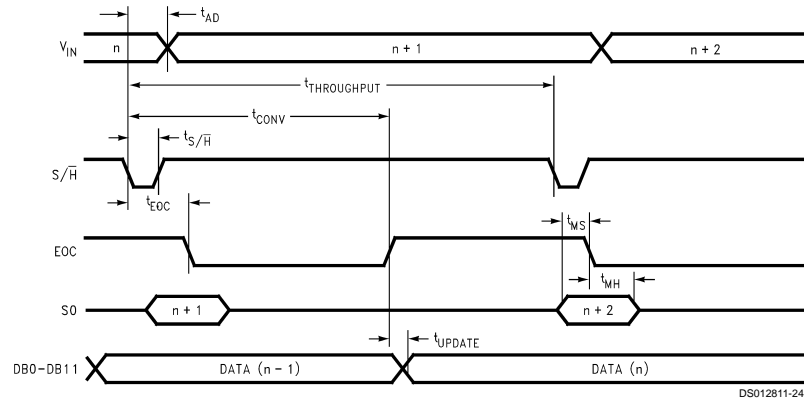 tAD
VIN n n + 1 n + 2
tTHROUGHPUT
tCONV
tS/H̅
S/H̅
tEOC
tMS
EOC
tMH
S0 n + 1 n + 2
tUPDATE
DB0-DB11 DATA (n - 1) DATA (n)
DS012811-24